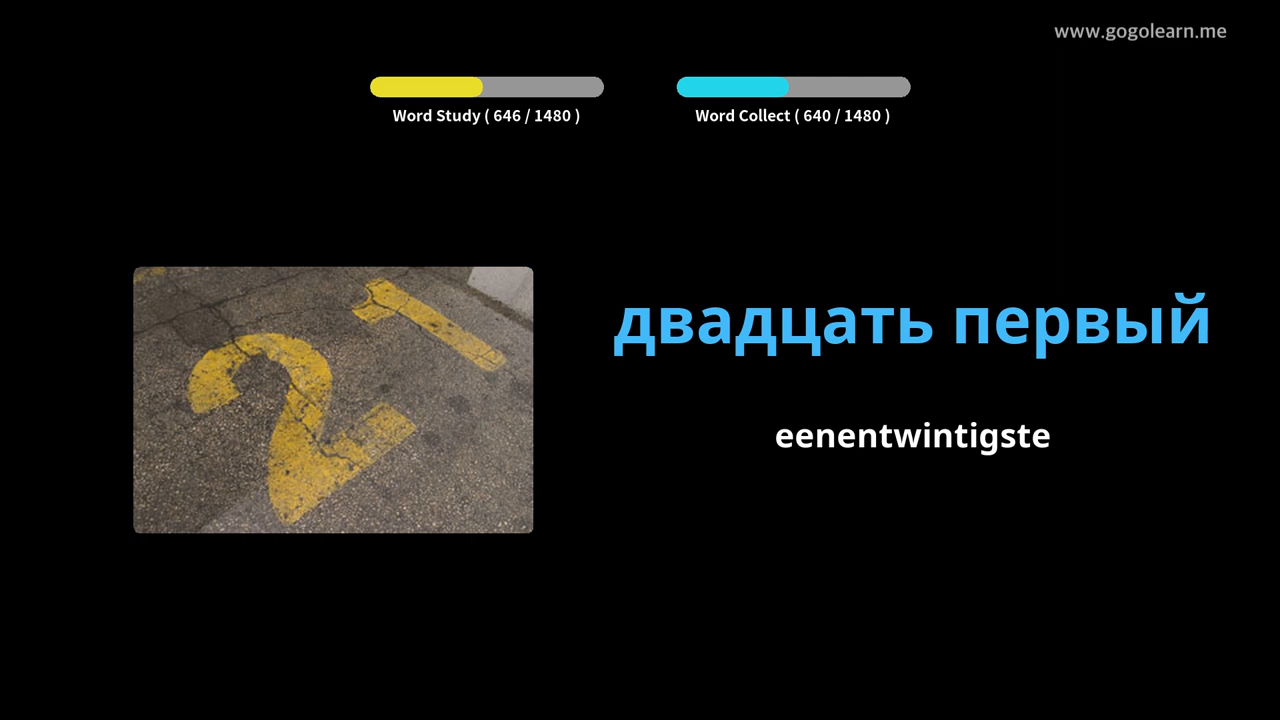 www.gogolearn.me
Word Study ( 646 / 1480 )
Word Collect ( 640 / 1480 )
21
двадцать первый
eenentwintigste